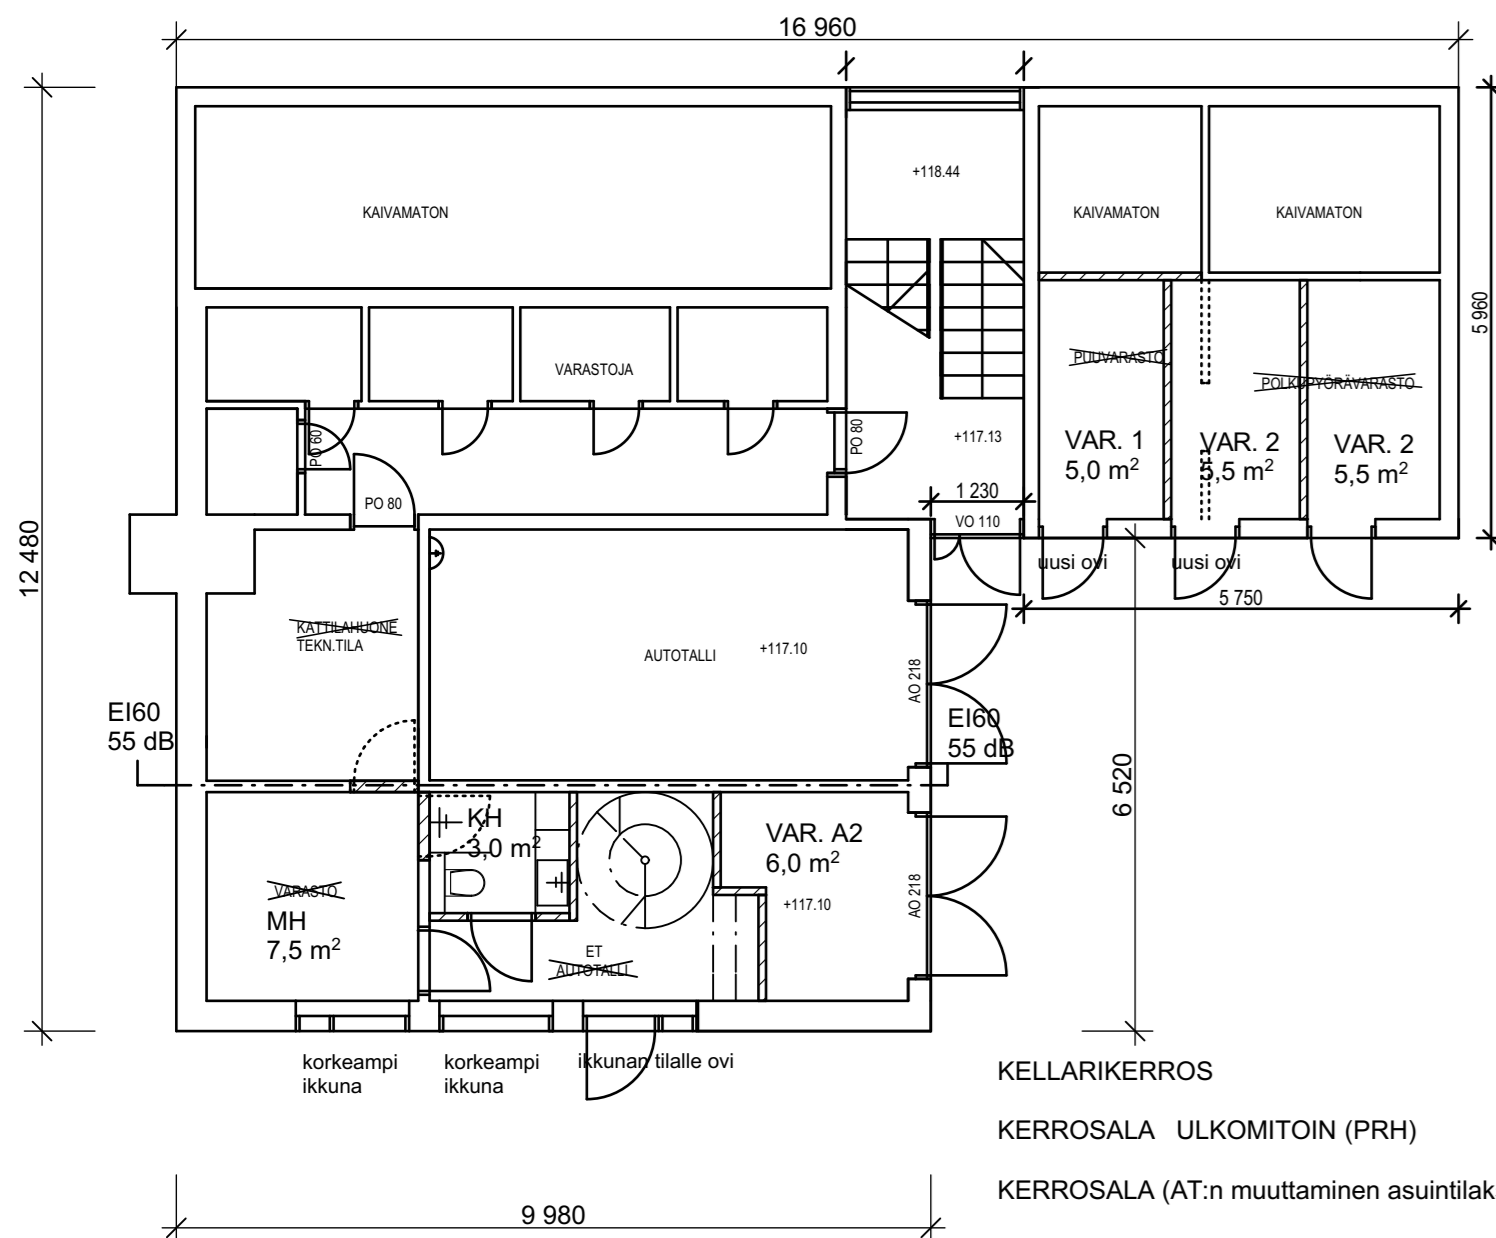 16 960
+118.44
KAIVAMATON
KAIVAMATON
KAIVAMATON
5 960
VARASTOJA
PUUVARASTO
POLKUPYÖRÄVARASTO
PO 60
PO 80
+117.13
VAR. 1
5,0 m²
VAR. 2
5,5 m²
VAR. 2
5,5 m²
PO 80
1 230
VO 110
12 480
uusi ovi
uusi ovi
5 750
KATTILAHUONE
TEKN.TILA
AUTOTALLI
+117.10
AO 218
EI60
55 dB
EI60
55 dB
6 520
KH
3,0 m²
VAR. A2
6,0 m²
+117.10
AO 218
VARASTO
MH
7,5 m²
ET
AUTOTALLI
korkeampi
ikkuna
korkeampi
ikkuna
ikkunan tilalle ovi
KELLARIKERROS
KERROSALA ULKOMITOIN (PRH)
KERROSALA (AT:n muuttaminen asuintilak
9 980